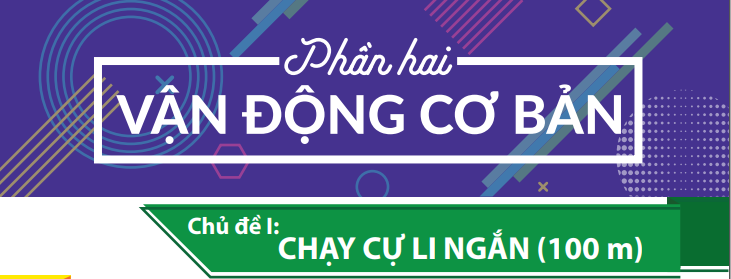 Phần hai
VẬN ĐỘNG CƠ BẢN
Chủ đề I:
CHẠY CỰ LI NGẮN (100 m)